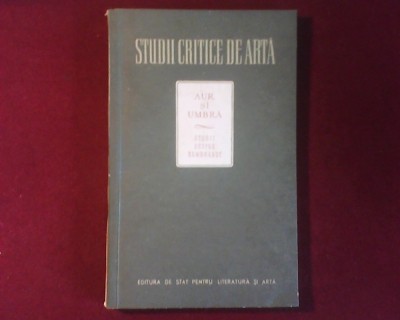 STUDII CRITICE DE ARTĂ
AUR
și
UMBRĂ
EDITURA DE STAT PENTRU LITERATURĂ ȘI ARTĂ